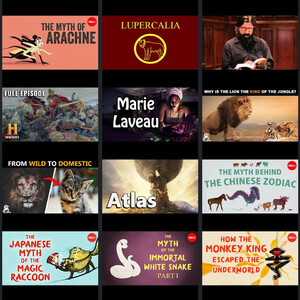 THE MYTH OF
ARACHNE
LUPERCALIA
FULL EPISODE
H
HISTORY
Marie
Laveau
WHY IS THE LION THE KING OF THE JUNGLE?
FROM WILD TO DOMESTIC
Atlas
THE MYTH BEHIND
THE CHINESE ZODIAC
THE
JAPANESE
MYTH OF
THE MAGIC
RACCOON
THE
MYTH
OF THE
IMMORTAL
WHITE SNAKE
PART 1
HOW THE
MONKEY KING
ESCAPED THE
UNDERWORLD